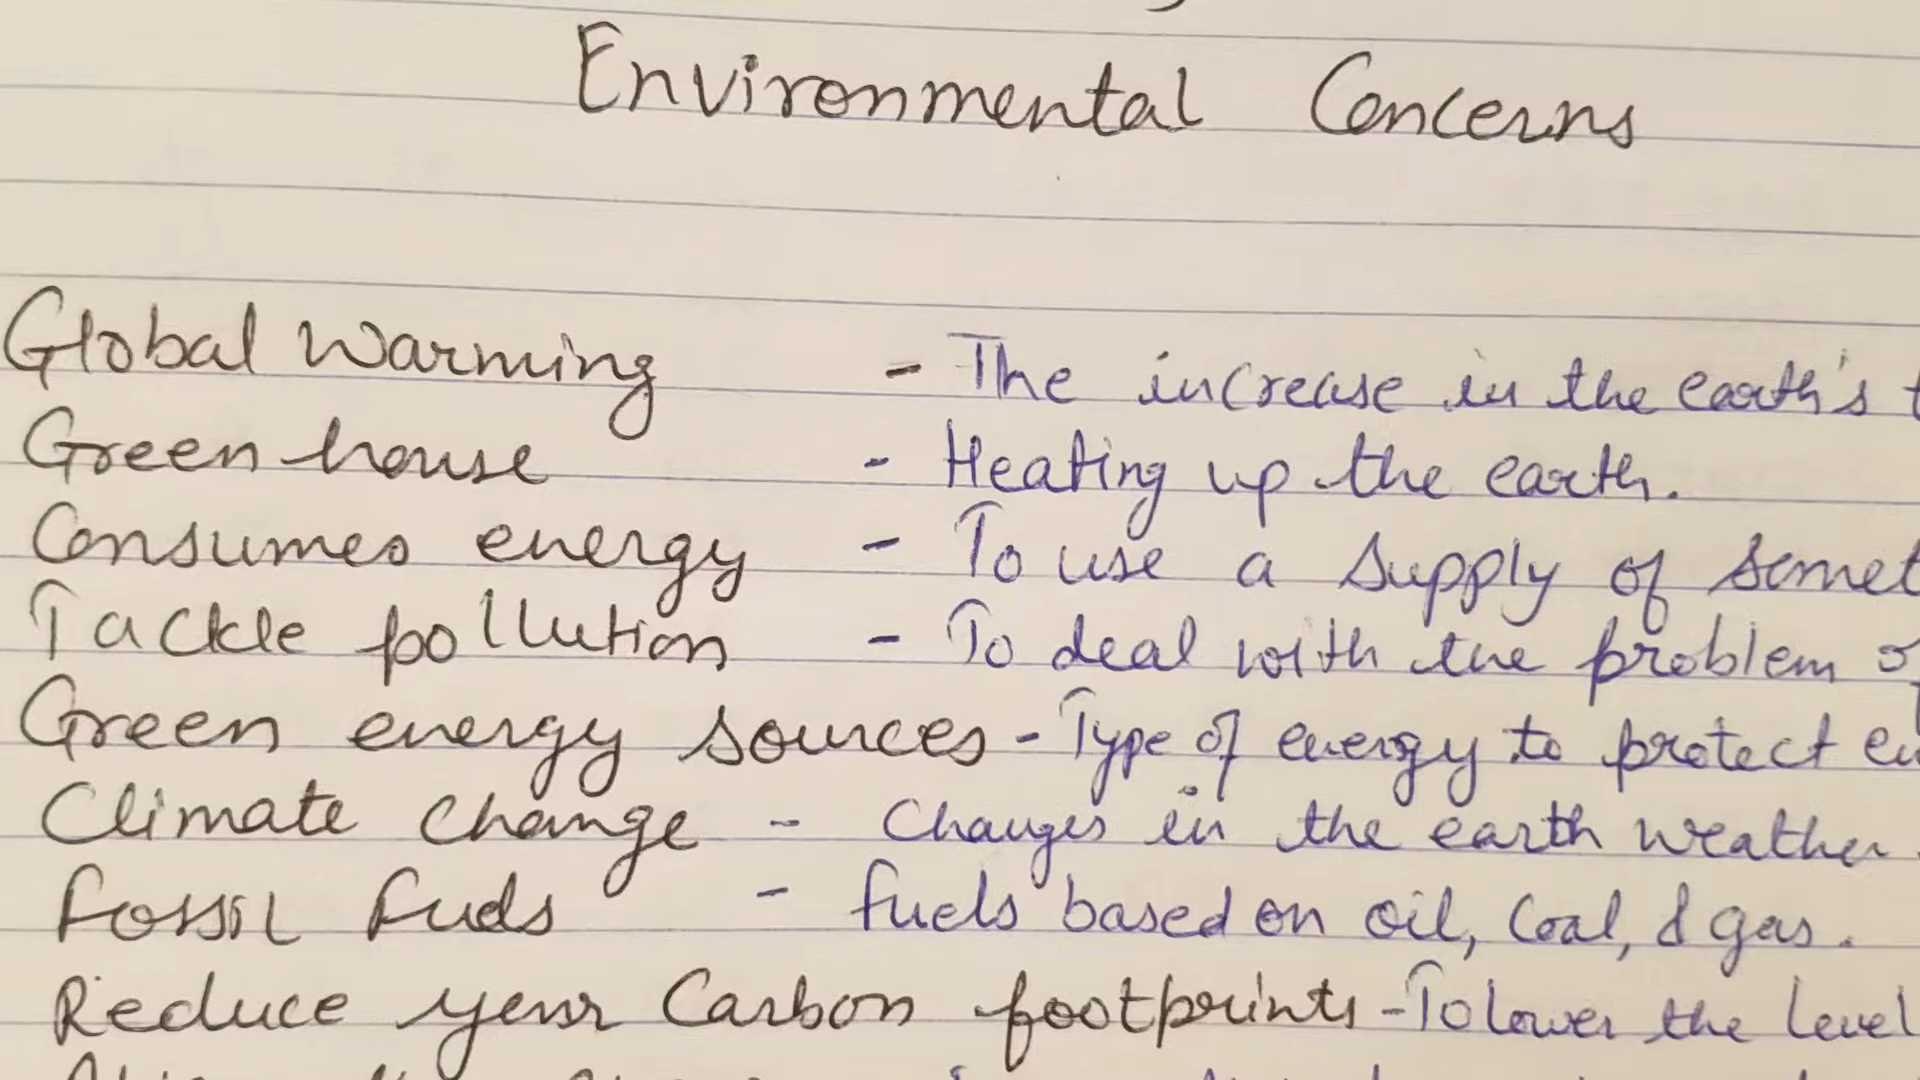 Environmental Concerns
Global Warming - The increase in the earth's t
Green house - Heating up the earth.
Consumes energy - To use a supply of somet
Tackle pollution - To deal with the problem of
Green energy sources - Type of energy to protect en
Climate change - Changes in the earth weather.
Fossil Fuels - fuels based on oil, coal, & gas.
Reduce your Carbon footprints - To lower the level